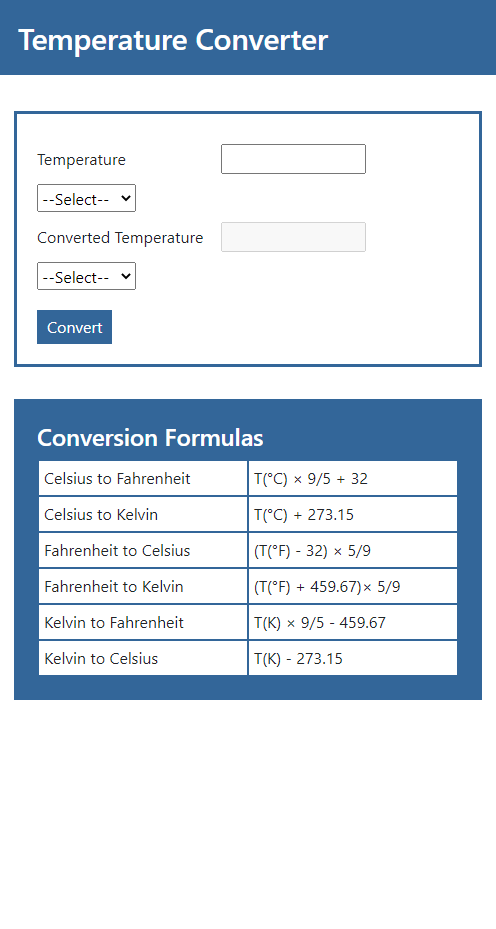 Temperature Converter
Temperature
--Select--
Converted Temperature
--Select--
Convert
Conversion Formulas
Celsius to Fahrenheit T(°C) × 9/5 + 32
Celsius to Kelvin T(°C) + 273.15
Fahrenheit to Celsius (T(°F) - 32) × 5/9
Fahrenheit to Kelvin (T(°F) + 459.67)× 5/9
Kelvin to Fahrenheit T(K) × 9/5 - 459.67
Kelvin to Celsius T(K) - 273.15